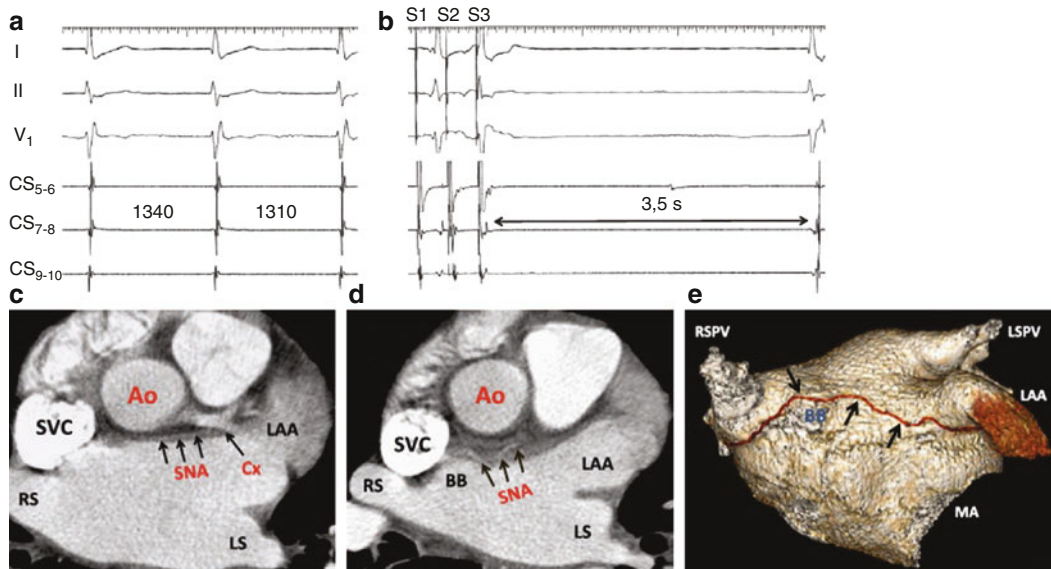 a
I
II
V1
CS5-6
CS7-8
CS9-10
1340 1310
b
S1 S2 S3
3,5 s
c
Ao
SVC
LAA
SNA
Cx
RS
LS
d
Ao
SVC
LAA
RS
BB
SNA
LS
e
RSPV
LSPV
LAA
BB
MA